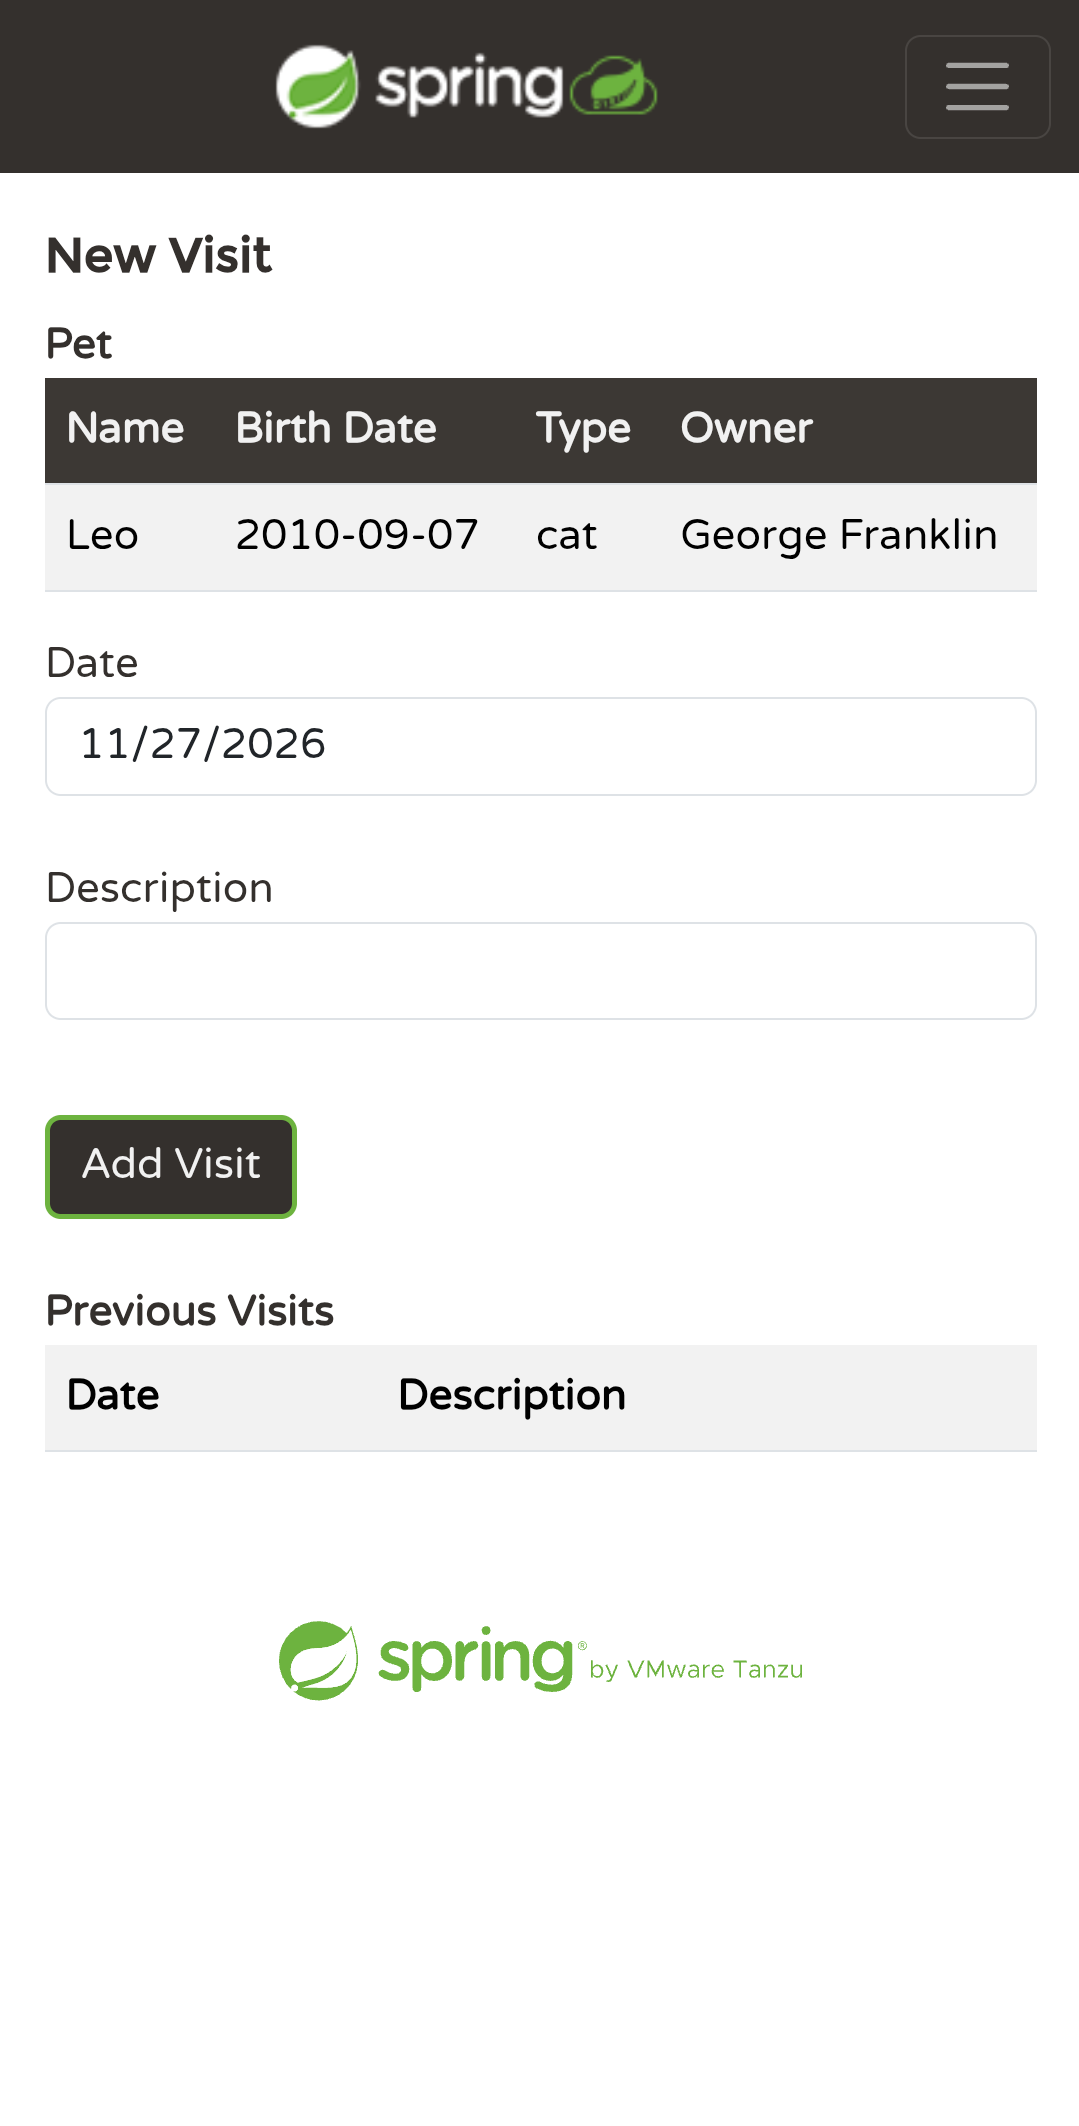 spring
New Visit
Pet
Name Birth Date Type Owner
Leo 2010-09-07 cat George Franklin
Date
11/27/2026
Description
Add Visit
Previous Visits
Date Description
spring® by VMware Tanzu